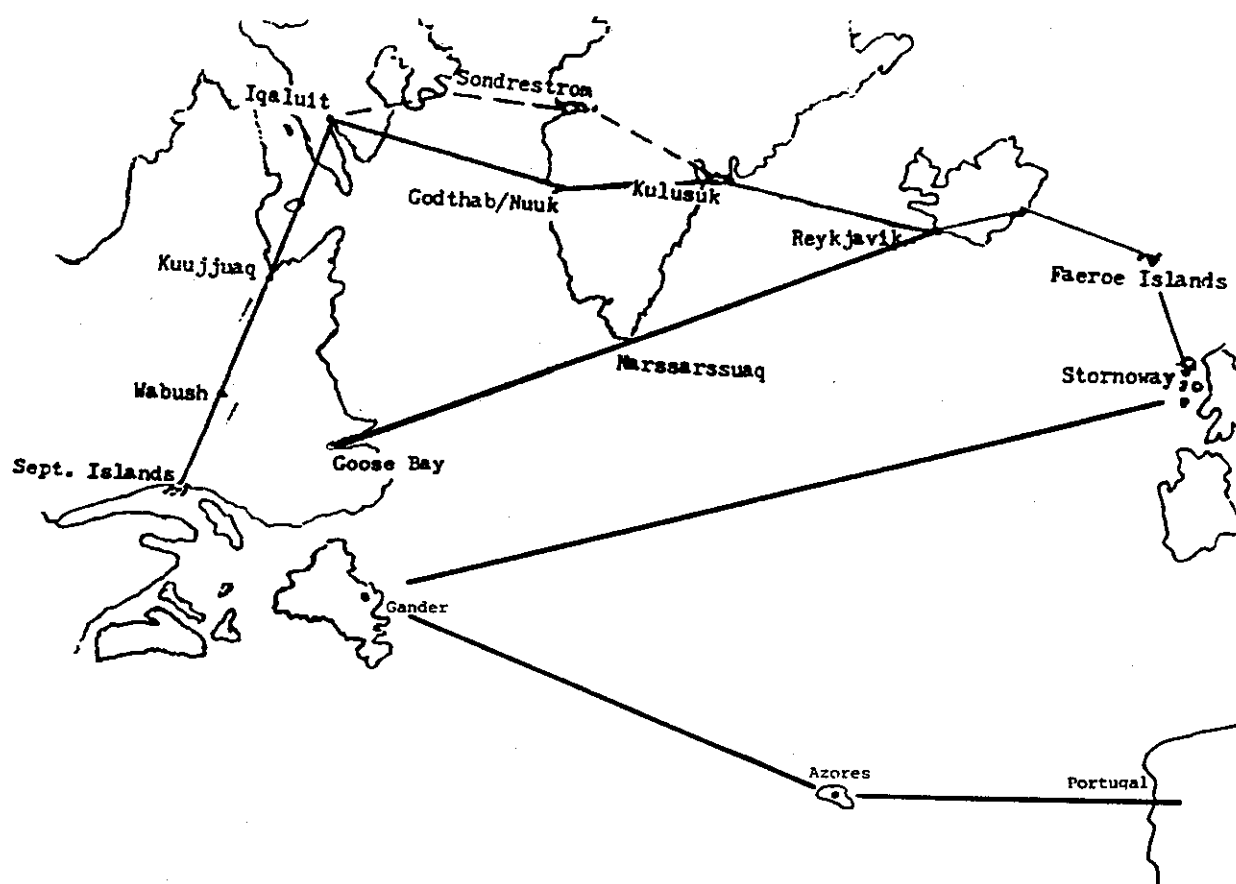 Sondrestrom
Iqaluit
Godthab/Nuuk
Kulusuk
Reykjavik
Kuujjuaq
Faeroe Islands
Narssarssuaq
Stornoway
Wabush
Goose Bay
Sept. Islands
Gander
Azores
Portugal